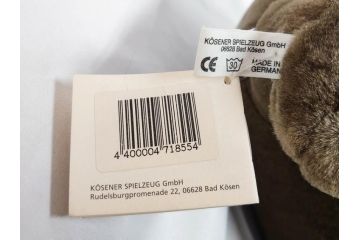 KÖSENER SPIELZEUG GmbH
06628 Bad Kösen
CE 30 MADE IN
GERMANY
4 400004 718554
KÖSENER SPIELZEUG GmbH
Rudelsburgpromenade 22, 06628 Bad Kösen